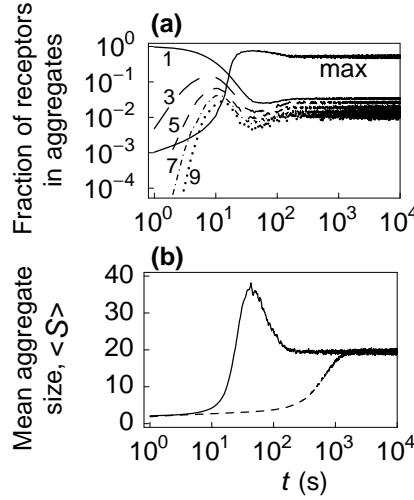 (a)
Fraction of receptors
in aggregates
10^0
10^−1
10^−2
10^−3
10^−4
1
3
5
7
9
max
10^0 10^1 10^2 10^3 10^4
(b)
Mean aggregate
size, <S>
40
30
20
10
0
10^0 10^1 10^2 10^3 10^4
t (s)